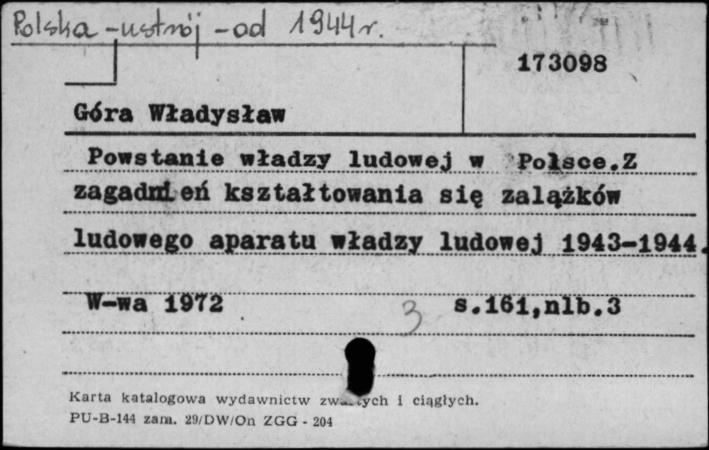 Polska - ustrój - od 1944 r.
173098
Góra Władysław
Powstanie władzy ludowej w Polsce.Z
zagadnień kształtowania się zalążków
ludowego aparatu władzy ludowej 1943-1944.
W-wa 1972 3 s.161,nlb.3
Karta katalogowa wydawnictw zwartych i ciągłych.
PU-B-144 zam. 29/DW/On ZGG - 204